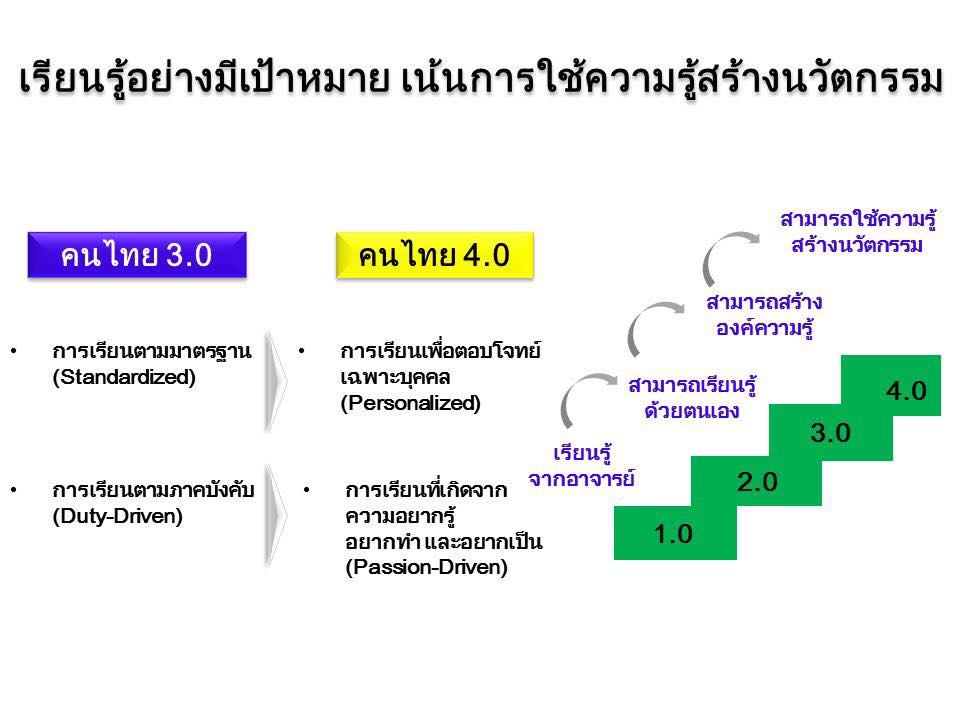 เรียนรู้อย่างมีเป้าหมาย เน้นการใช้ความรู้สร้างนวัตกรรม
คนไทย 3.0
• การเรียนตามมาตรฐาน
(Standardized)
• การเรียนตามภาคบังคับ
(Duty-Driven)
คนไทย 4.0
• การเรียนเพื่อตอบโจทย์
เฉพาะบุคคล
(Personalized)
• การเรียนที่เกิดจาก
ความอยากรู้
อยากทำ และอยากเป็น
(Passion-Driven)
สามารถใช้ความรู้
สร้างนวัตกรรม
สามารถสร้าง
องค์ความรู้
สามารถเรียนรู้
ด้วยตนเอง
เรียนรู้
จากอาจารย์
4.0
3.0
2.0
1.0